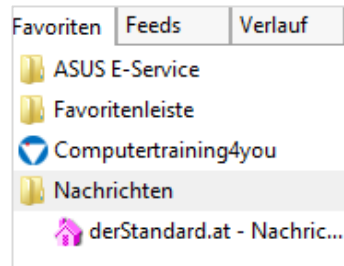 Favoriten Feeds Verlauf
ASUS E-Service
Favoritenleiste
Computertraining4you
Nachrichten
derStandard.at - Nachric...